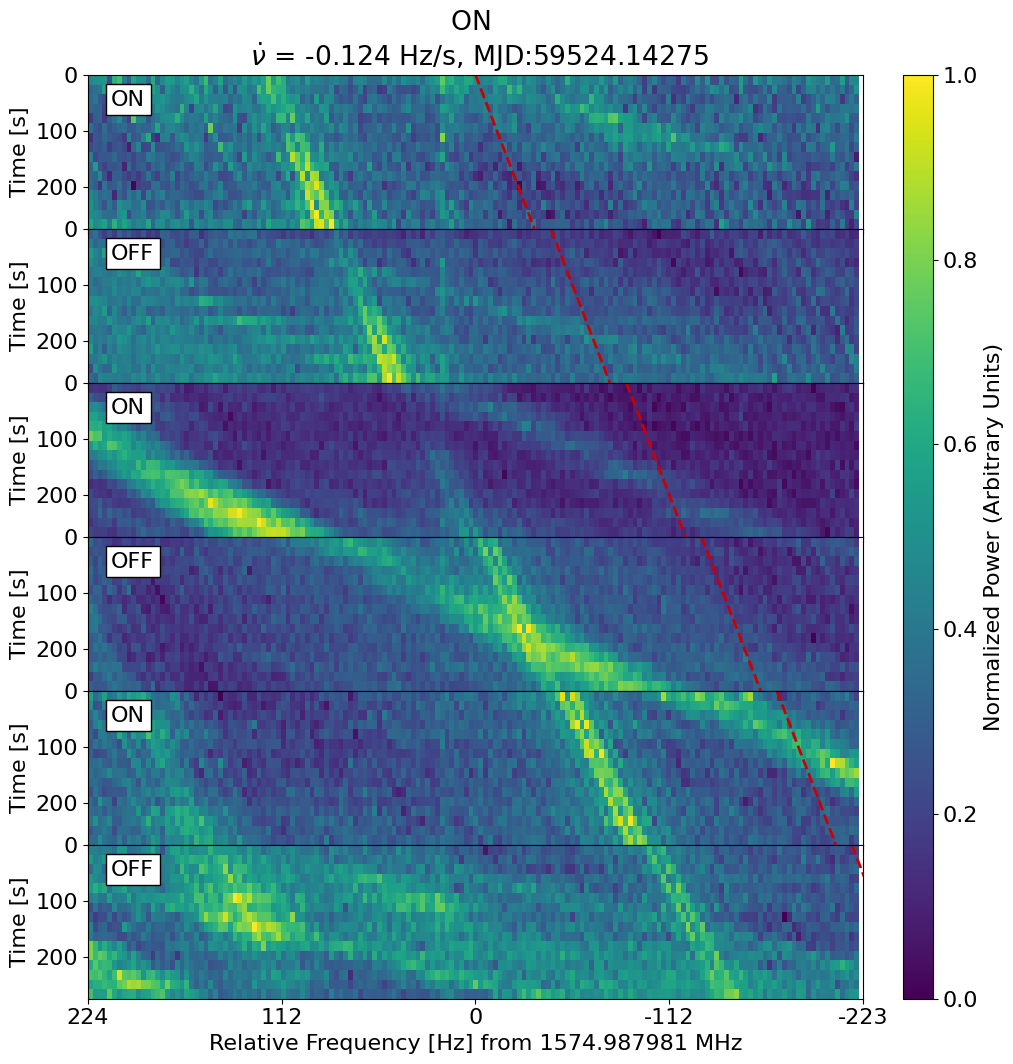 ON
ν̇ = -0.124 Hz/s, MJD:59524.14275
0
ON
100
200
Time [s]
0
OFF
100
200
Time [s]
0
ON
100
200
Time [s]
0
OFF
100
200
Time [s]
0
ON
100
200
Time [s]
0
OFF
100
200
Time [s]
224 112 0 -112 -223
Relative Frequency [Hz] from 1574.987981 MHz
1.0
0.8
0.6
0.4
0.2
0.0
Normalized Power (Arbitrary Units)